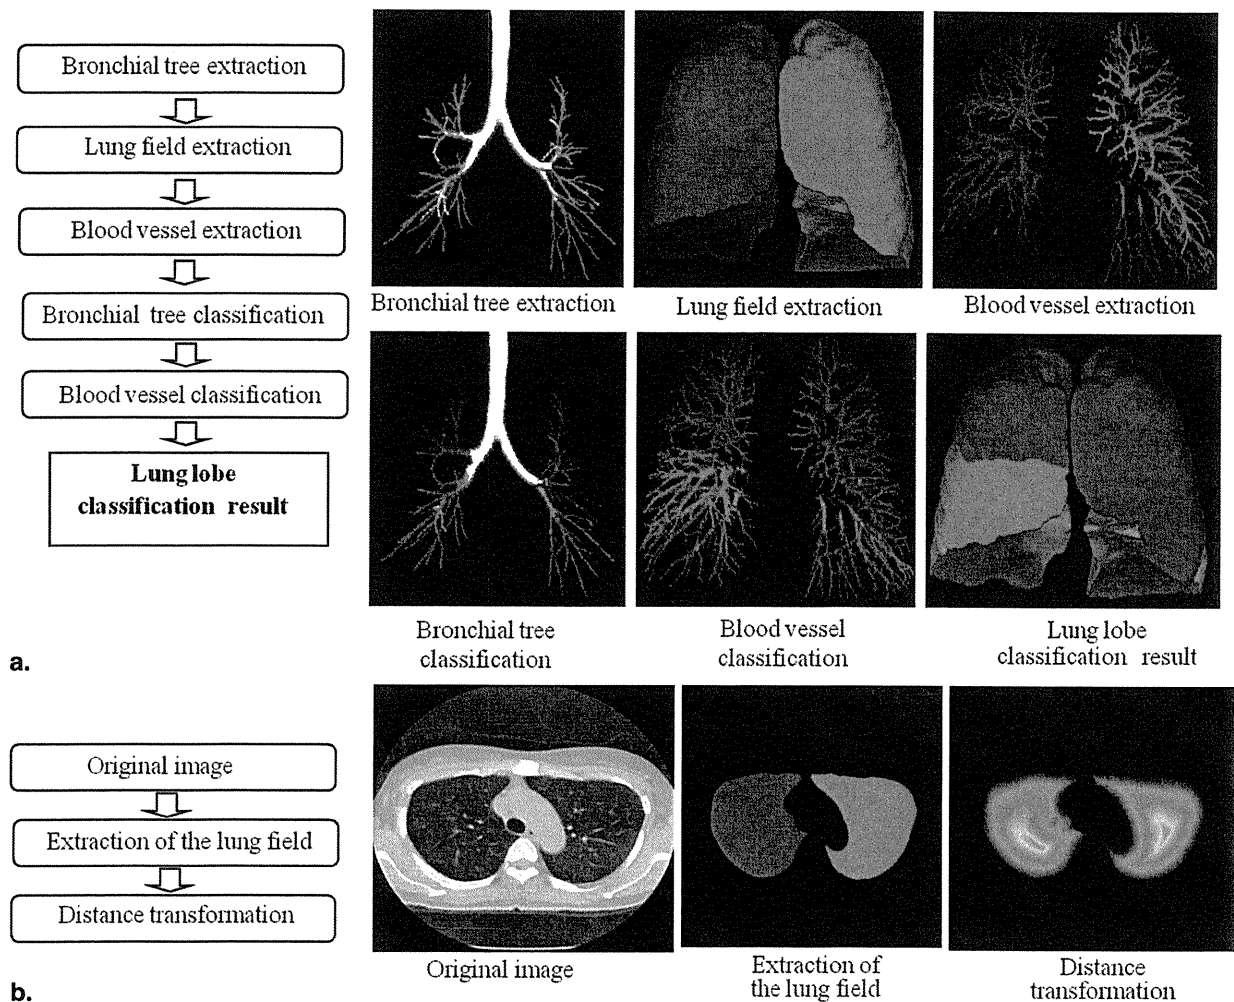 Bronchial tree extraction
Lung field extraction
Blood vessel extraction
Bronchial tree classification
Blood vessel classification
Lung lobe
classification result
Bronchial tree extraction
Lung field extraction
Blood vessel extraction
Bronchial tree
classification
Blood vessel
classification
Lung lobe
classification result
a.
Original image
Extraction of the lung field
Distance transformation
Original image
Extraction of
the lung field
Distance
transformation
b.